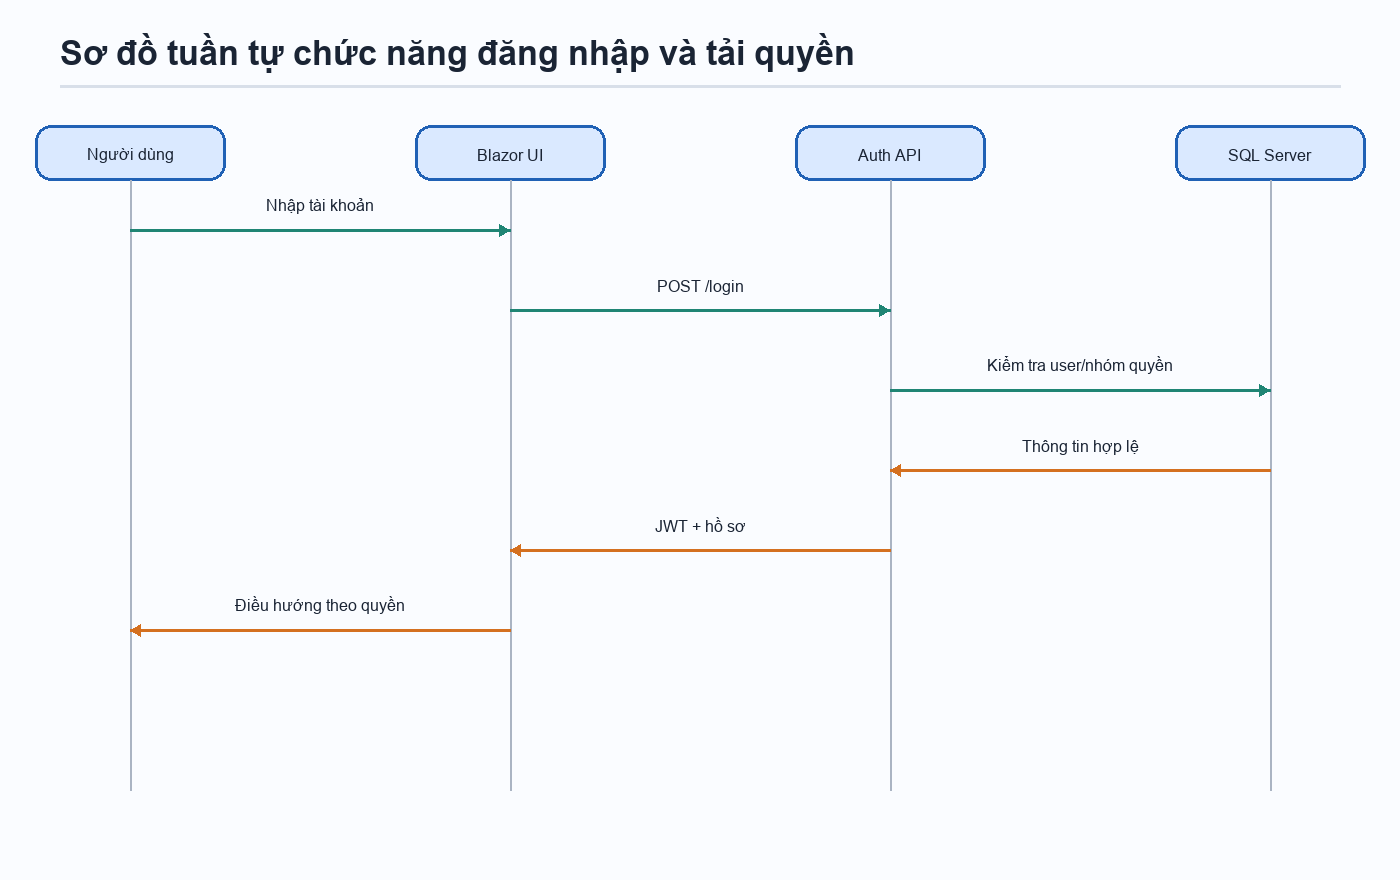 Sơ đồ tuần tự chức năng đăng nhập và tải quyền
Người dùng
Blazor UI
Auth API
SQL Server
Nhập tài khoản
POST /login
Kiểm tra user/nhóm quyền
Thông tin hợp lệ
JWT + hồ sơ
Điều hướng theo quyền